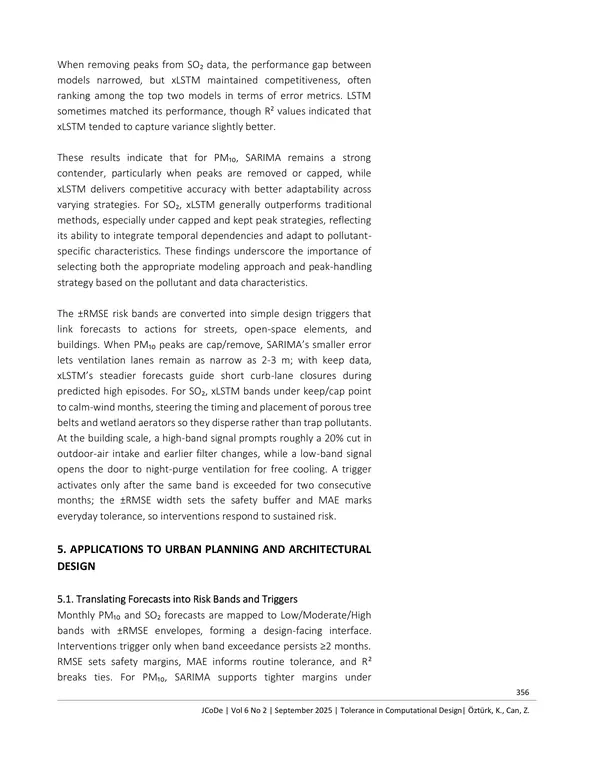 When removing peaks from SO₂ data, the performance gap between
models narrowed, but xLSTM maintained competitiveness, often
ranking among the top two models in terms of error metrics. LSTM
sometimes matched its performance, though R² values indicated that
xLSTM tended to capture variance slightly better.
These results indicate that for PM₁₀, SARIMA remains a strong
contender, particularly when peaks are removed or capped, while
xLSTM delivers competitive accuracy with better adaptability across
varying strategies. For SO₂, xLSTM generally outperforms traditional
methods, especially under capped and kept peak strategies, reflecting
its ability to integrate temporal dependencies and adapt to pollutant-
specific characteristics. These findings underscore the importance of
selecting both the appropriate modeling approach and peak-handling
strategy based on the pollutant and data characteristics.
The ±RMSE risk bands are converted into simple design triggers that
link forecasts to actions for streets, open-space elements, and
buildings. When PM₁₀ peaks are cap/remove, SARIMA's smaller error
lets ventilation lanes remain as narrow as 2-3 m; with keep data,
xLSTM's steadier forecasts guide short curb-lane closures during
predicted high episodes. For SO₂, xLSTM bands under keep/cap point
to calm-wind months, steering the timing and placement of porous tree
belts and wetland aerators so they disperse rather than trap pollutants.
At the building scale, a high-band signal prompts roughly a 20% cut in
outdoor-air intake and earlier filter changes, while a low-band signal
opens the door to night-purge ventilation for free cooling. A trigger
activates only after the same band is exceeded for two consecutive
months; the ±RMSE width sets the safety buffer and MAE marks
everyday tolerance, so interventions respond to sustained risk.
5. APPLICATIONS TO URBAN PLANNING AND ARCHITECTURAL
DESIGN
5.1. Translating Forecasts into Risk Bands and Triggers
Monthly PM₁₀ and SO₂ forecasts are mapped to Low/Moderate/High
bands with ±RMSE envelopes, forming a design-facing interface.
Interventions trigger only when band exceedance persists ≥2 months.
RMSE sets safety margins, MAE informs routine tolerance, and R²
breaks ties. For PM₁₀, SARIMA supports tighter margins under
356
JCoDe | Vol 6 No 2 | September 2025 | Tolerance in Computational Design| Öztürk, K., Can, Z.